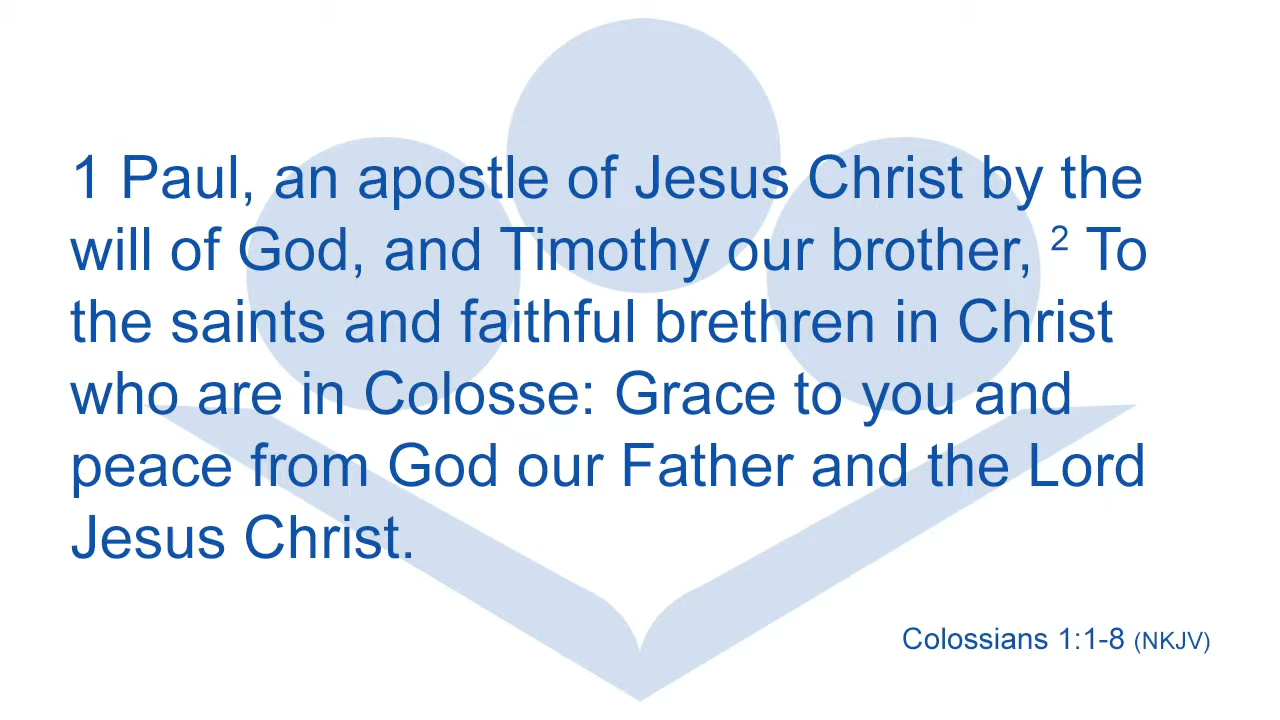 1 Paul, an apostle of Jesus Christ by the
will of God, and Timothy our brother, ² To
the saints and faithful brethren in Christ
who are in Colosse: Grace to you and
peace from God our Father and the Lord
Jesus Christ.
Colossians 1:1-8 (NKJV)